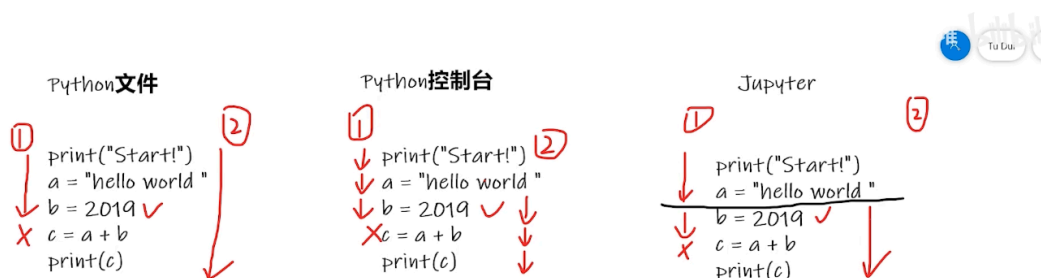 Tu Du
Python文件
① ②
print("Start!")
a = "hello world "
b = 2019 ✓
× c = a + b
print(c)
Python控制台
① ②
print("Start!")
a = "hello world "
b = 2019 ✓
× c = a + b
print(c)
Jupyter
① ②
print("Start!")
a = "hello world "
b = 2019 ✓
× c = a + b
print(c)